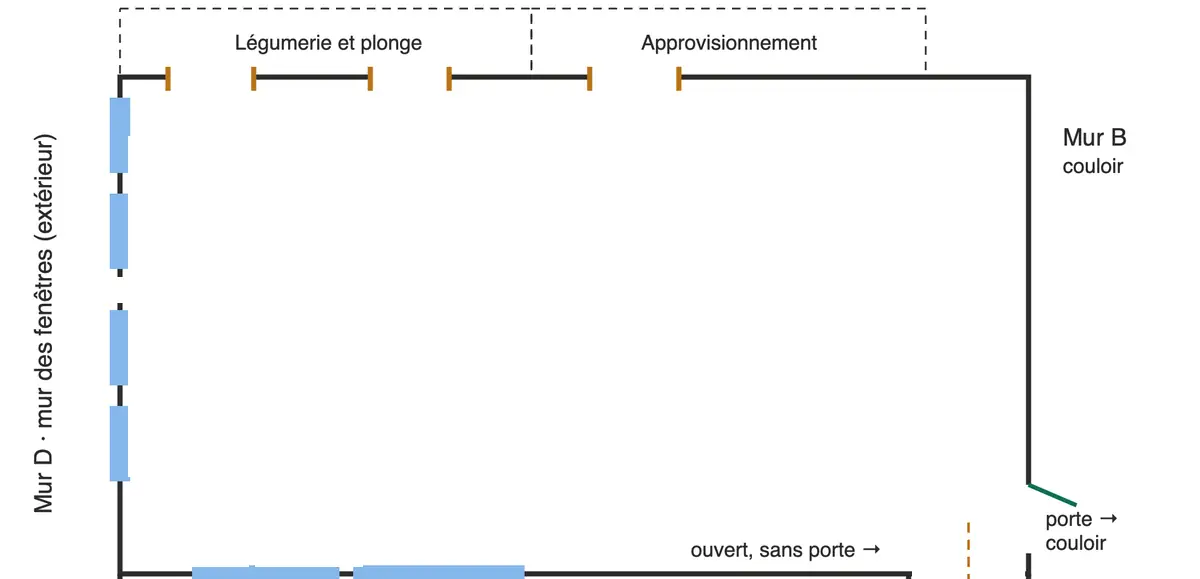 Légumerie et plonge
Approvisionnement
Mur B
couloir
Mur D · mur des fenêtres (extérieur)
ouvert, sans porte →
porte →
couloir